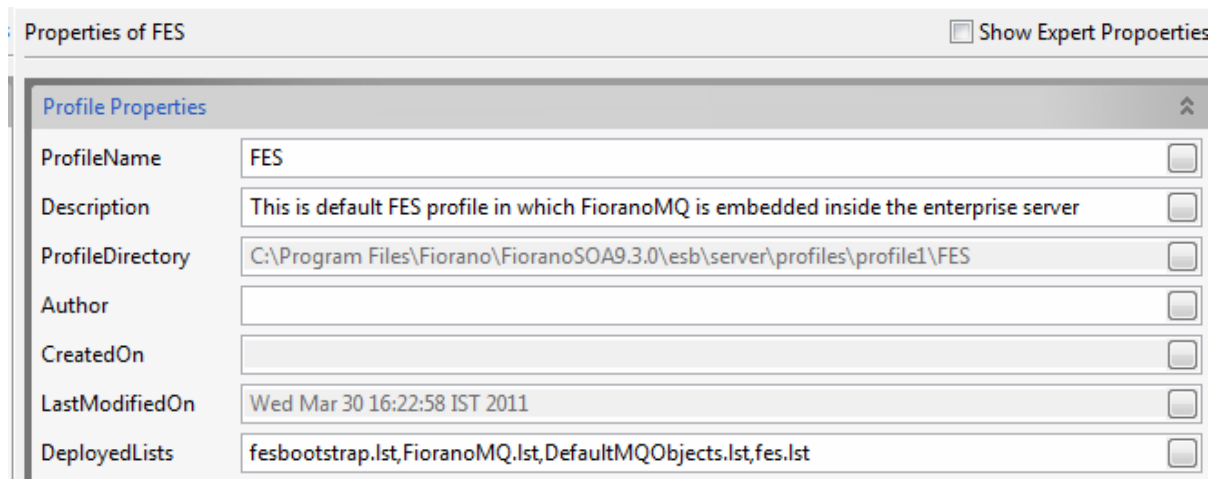 Properties of FES Show Expert Propoerties
Profile Properties
ProfileName FES
Description This is default FES profile in which FioranoMQ is embedded inside the enterprise server
ProfileDirectory C:\Program Files\Fiorano\FioranoSOA9.3.0\esb\server\profiles\profile1\FES
Author
CreatedOn
LastModifiedOn Wed Mar 30 16:22:58 IST 2011
DeployedLists fesbootstrap.lst,FioranoMQ.lst,DefaultMQObjects.lst,fes.lst